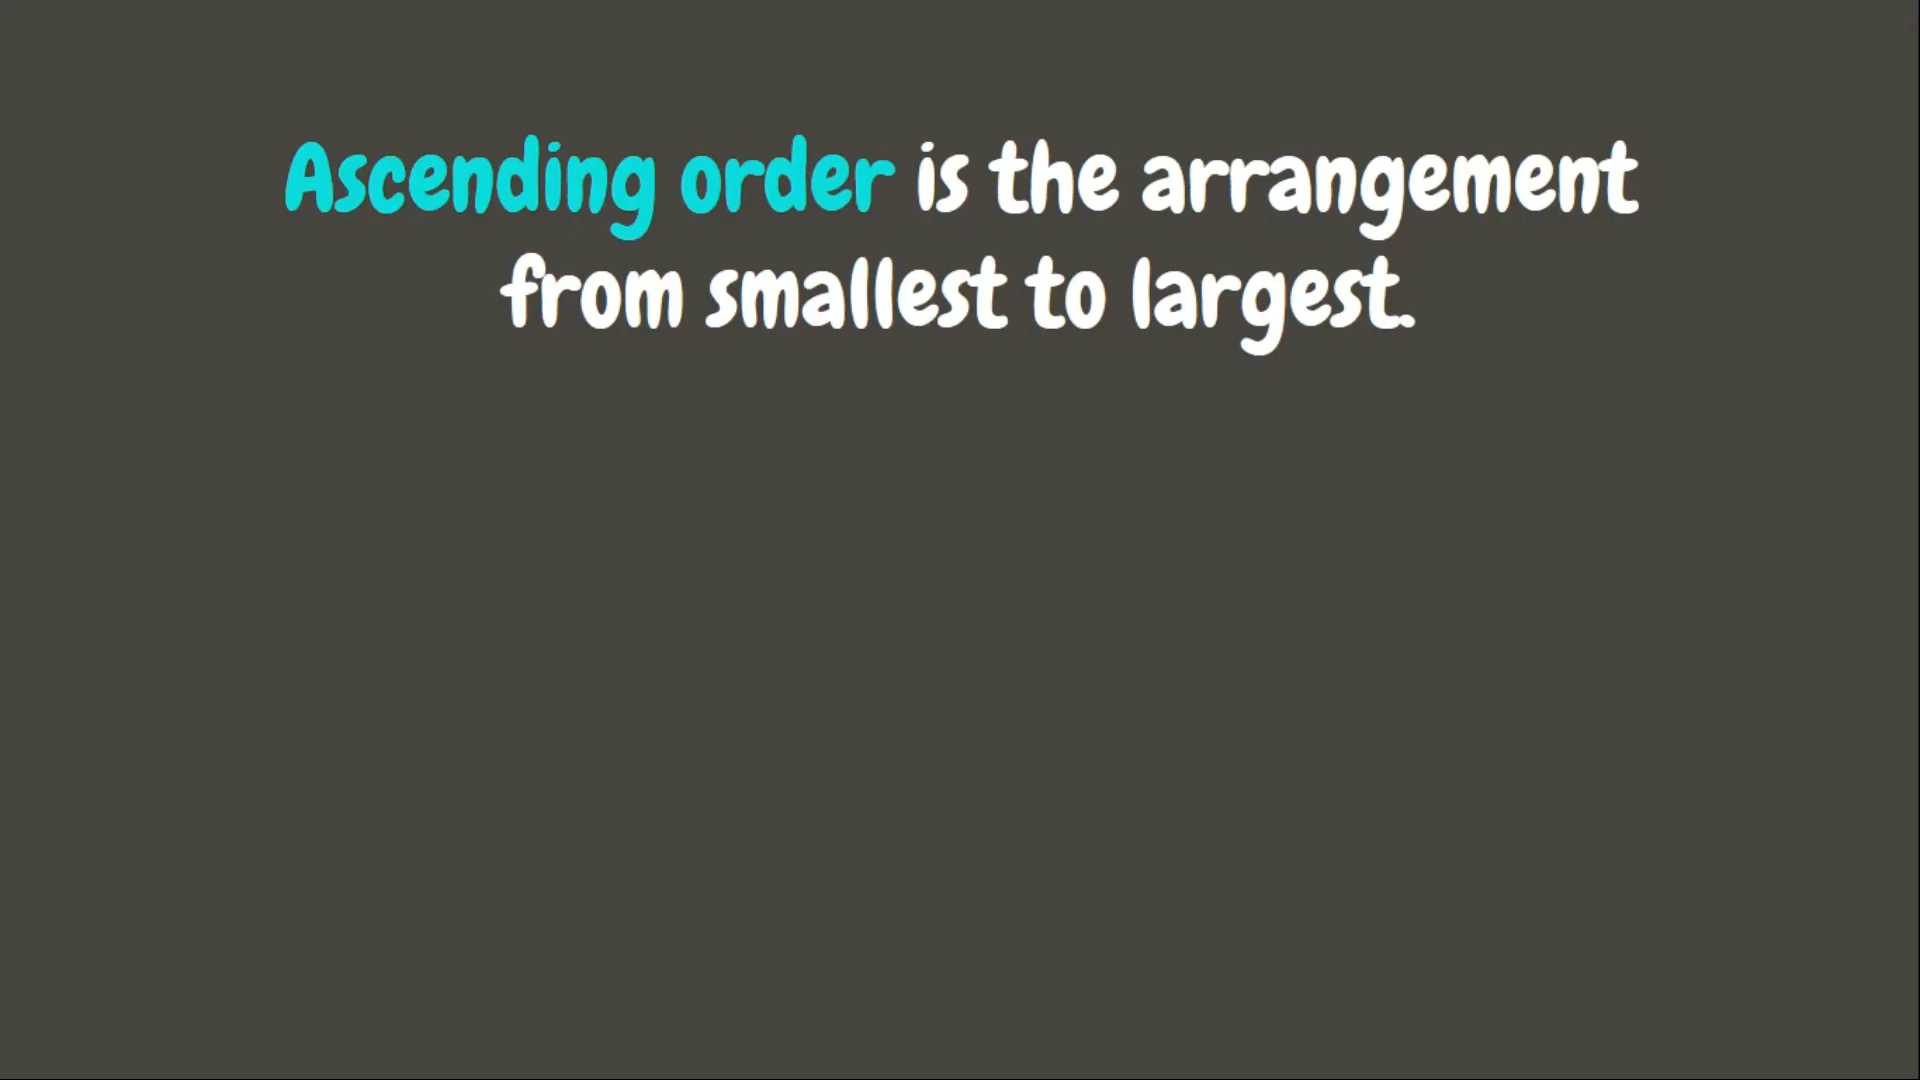 Ascending order is the arrangement
from smallest to largest.